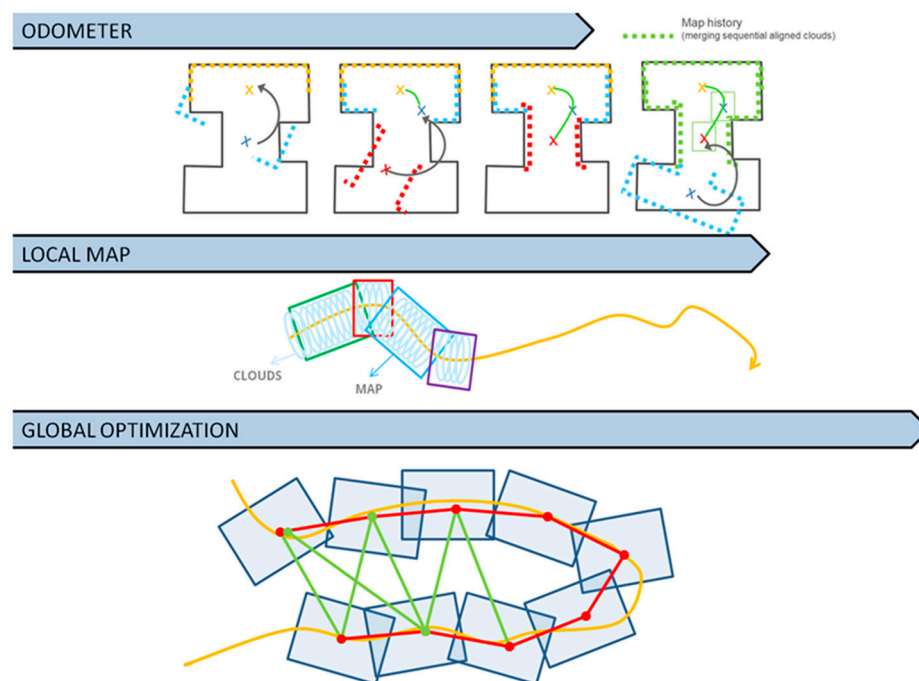 ODOMETER
Map history
(merging sequential aligned clouds)
LOCAL MAP
CLOUDS
MAP
GLOBAL OPTIMIZATION